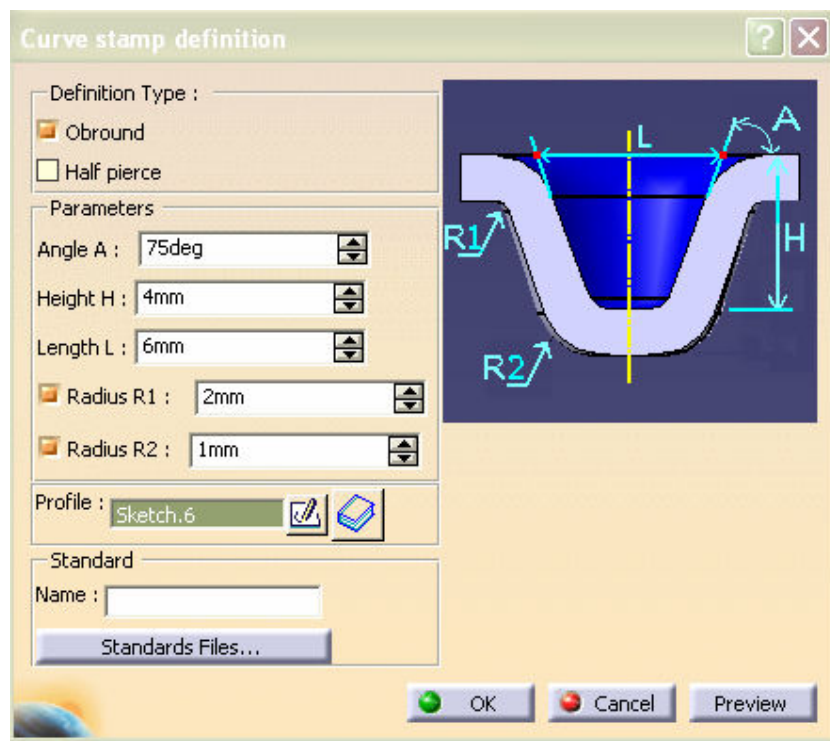 Curve stamp definition
Definition Type :
Obround
Half pierce
Parameters
Angle A : 75deg
Height H : 4mm
Length L : 6mm
Radius R1 : 2mm
Radius R2 : 1mm
Profile : Sketch.6
Standard
Name :
Standards Files...
L
A
R1
H
R2
OK Cancel Preview